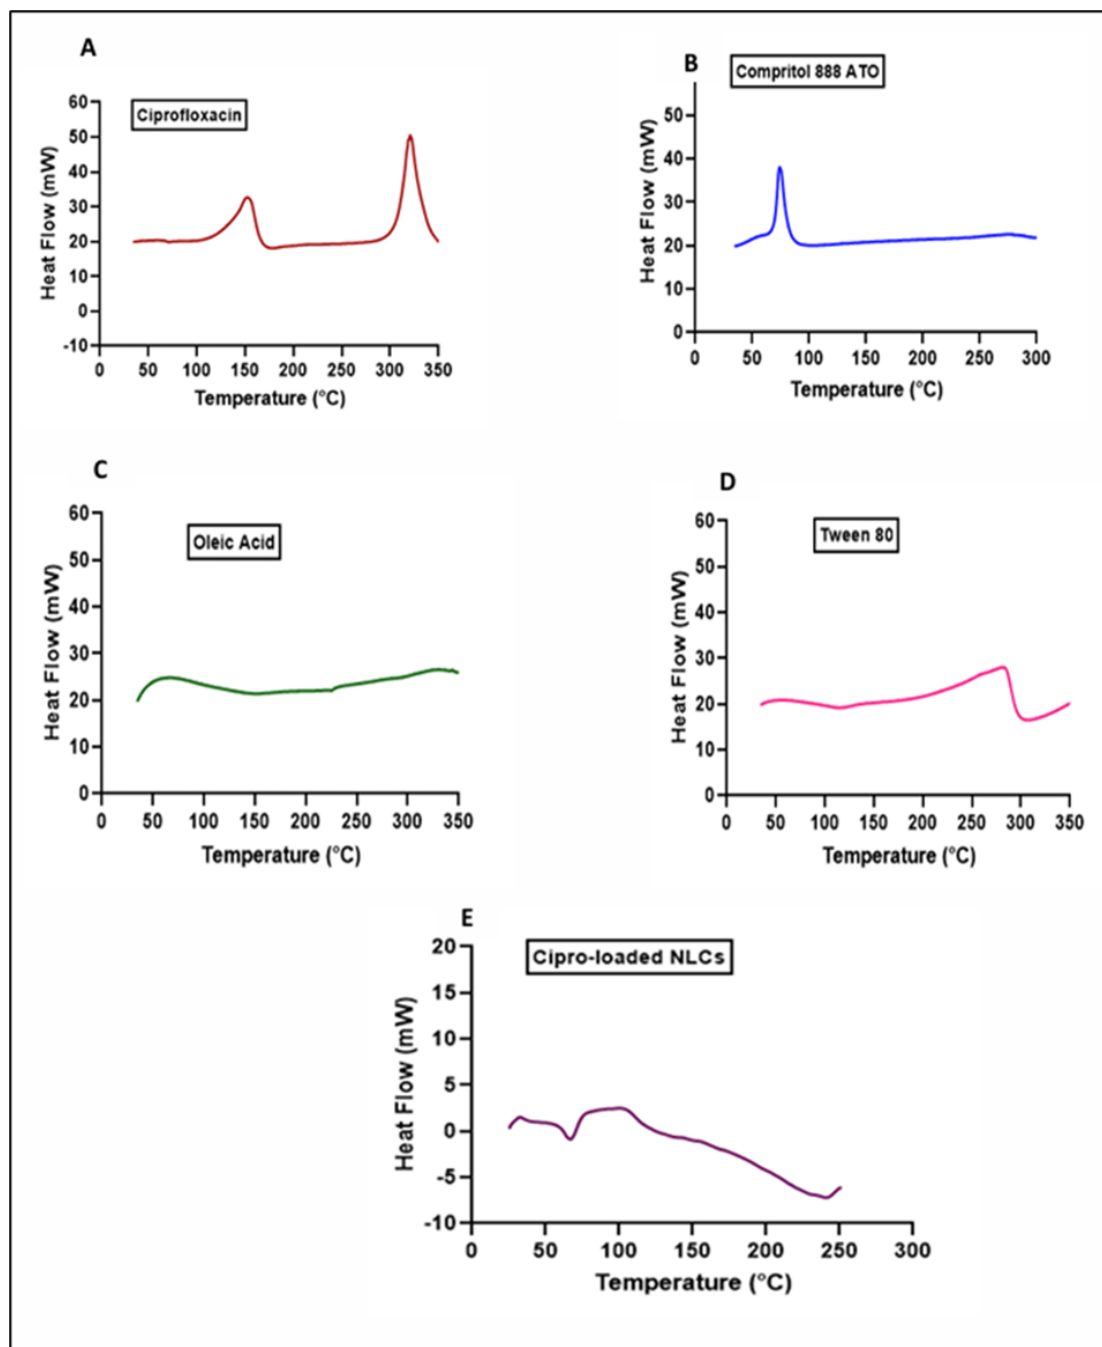 A
Ciprofloxacin
60
50
40
30
20
10
0
-10
Heat Flow (mW)
0 50 100 150 200 250 300 350
Temperature (°C)
B
Compritol 888 ATO
50
40
30
20
10
0
Heat Flow (mW)
0 50 100 150 200 250 300
Temperature (°C)
C
Oleic Acid
60
50
40
30
20
10
0
Heat Flow (mW)
0 50 100 150 200 250 300 350
Temperature (°C)
D
Tween 80
60
50
40
30
20
10
0
Heat Flow (mW)
0 50 100 150 200 250 300 350
Temperature (°C)
E
Cipro-loaded NLCs
20
15
10
5
0
-5
-10
Heat Flow (mW)
0 50 100 150 200 250 300
Temperature (°C)